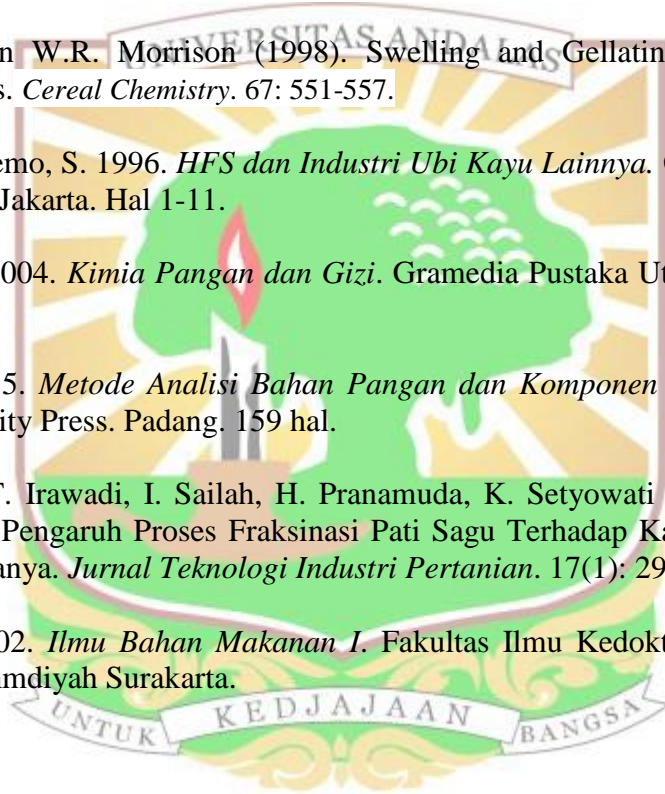 UNIVERSITAS ANDALAS
n W.R. Morrison (1998). Swelling and Gellatin
s. Cereal Chemistry. 67: 551-557.
emo, S. 1996. HFS dan Industri Ubi Kayu Lainnya.
Jakarta. Hal 1-11.
004. Kimia Pangan dan Gizi. Gramedia Pustaka Ut
5. Metode Analisi Bahan Pangan dan Komponen
ity Press. Padang. 159 hal.
T. Irawadi, I. Sailah, H. Pranamuda, K. Setyowati
Pengaruh Proses Fraksinasi Pati Sagu Terhadap Ka
anya. Jurnal Teknologi Industri Pertanian. 17(1): 29
02. Ilmu Bahan Makanan I. Fakultas Ilmu Kedokt
mdiyah Surakarta.
UNTUK KEDJAJAAN BANGSA